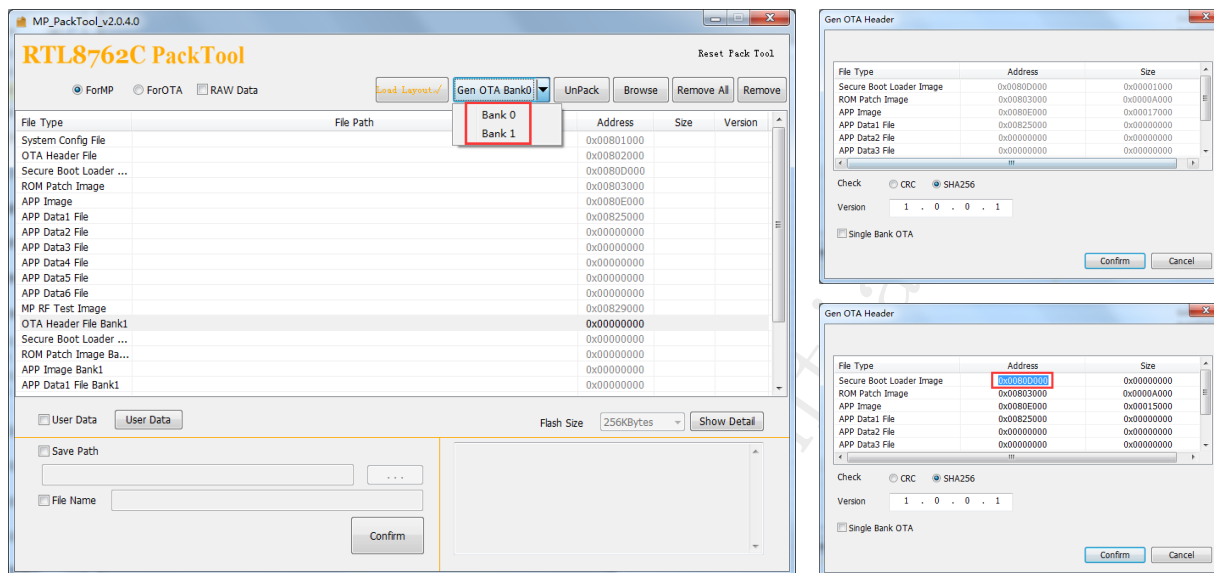 MP_PackTool_v2.0.4.0
RTL8762C PackTool
Reset Pack Tool
ForMP ForOTA RAW Data Load Layout./ Gen OTA Bank0 UnPack Browse Remove All Remove
Bank 0
Bank 1
File Type File Path Address Size Version
System Config File 0x00801000
OTA Header File 0x00802000
Secure Boot Loader ... 0x0080D000
ROM Patch Image 0x00803000
APP Image 0x0080E000
APP Data1 File 0x00825000
APP Data2 File 0x00000000
APP Data3 File 0x00000000
APP Data4 File 0x00000000
APP Data5 File 0x00000000
APP Data6 File 0x00000000
MP RF Test Image 0x00829000
OTA Header File Bank1 0x00000000
Secure Boot Loader ... 0x00000000
ROM Patch Image Ba... 0x00000000
APP Image Bank1 0x00000000
APP Data1 File Bank1 0x00000000
User Data User Data Flash Size 256KBytes Show Detail
Save Path
...
File Name
Confirm
Gen OTA Header
File Type Address Size
Secure Boot Loader Image 0x0080D000 0x00001000
ROM Patch Image 0x00803000 0x0000A000
APP Image 0x0080E000 0x00017000
APP Data1 File 0x00825000 0x00000000
APP Data2 File 0x00000000 0x00000000
APP Data3 File 0x00000000 0x00000000
Check CRC SHA256
Version 1 . 0 . 0 . 1
Single Bank OTA
Confirm Cancel
Gen OTA Header
File Type Address Size
Secure Boot Loader Image 0x0080D000 0x00000000
ROM Patch Image 0x00803000 0x0000A000
APP Image 0x0080E000 0x00015000
APP Data1 File 0x00825000 0x00000000
APP Data2 File 0x00000000 0x00000000
APP Data3 File 0x00000000 0x00000000
Check CRC SHA256
Version 1 . 0 . 0 . 1
Single Bank OTA
Confirm Cancel